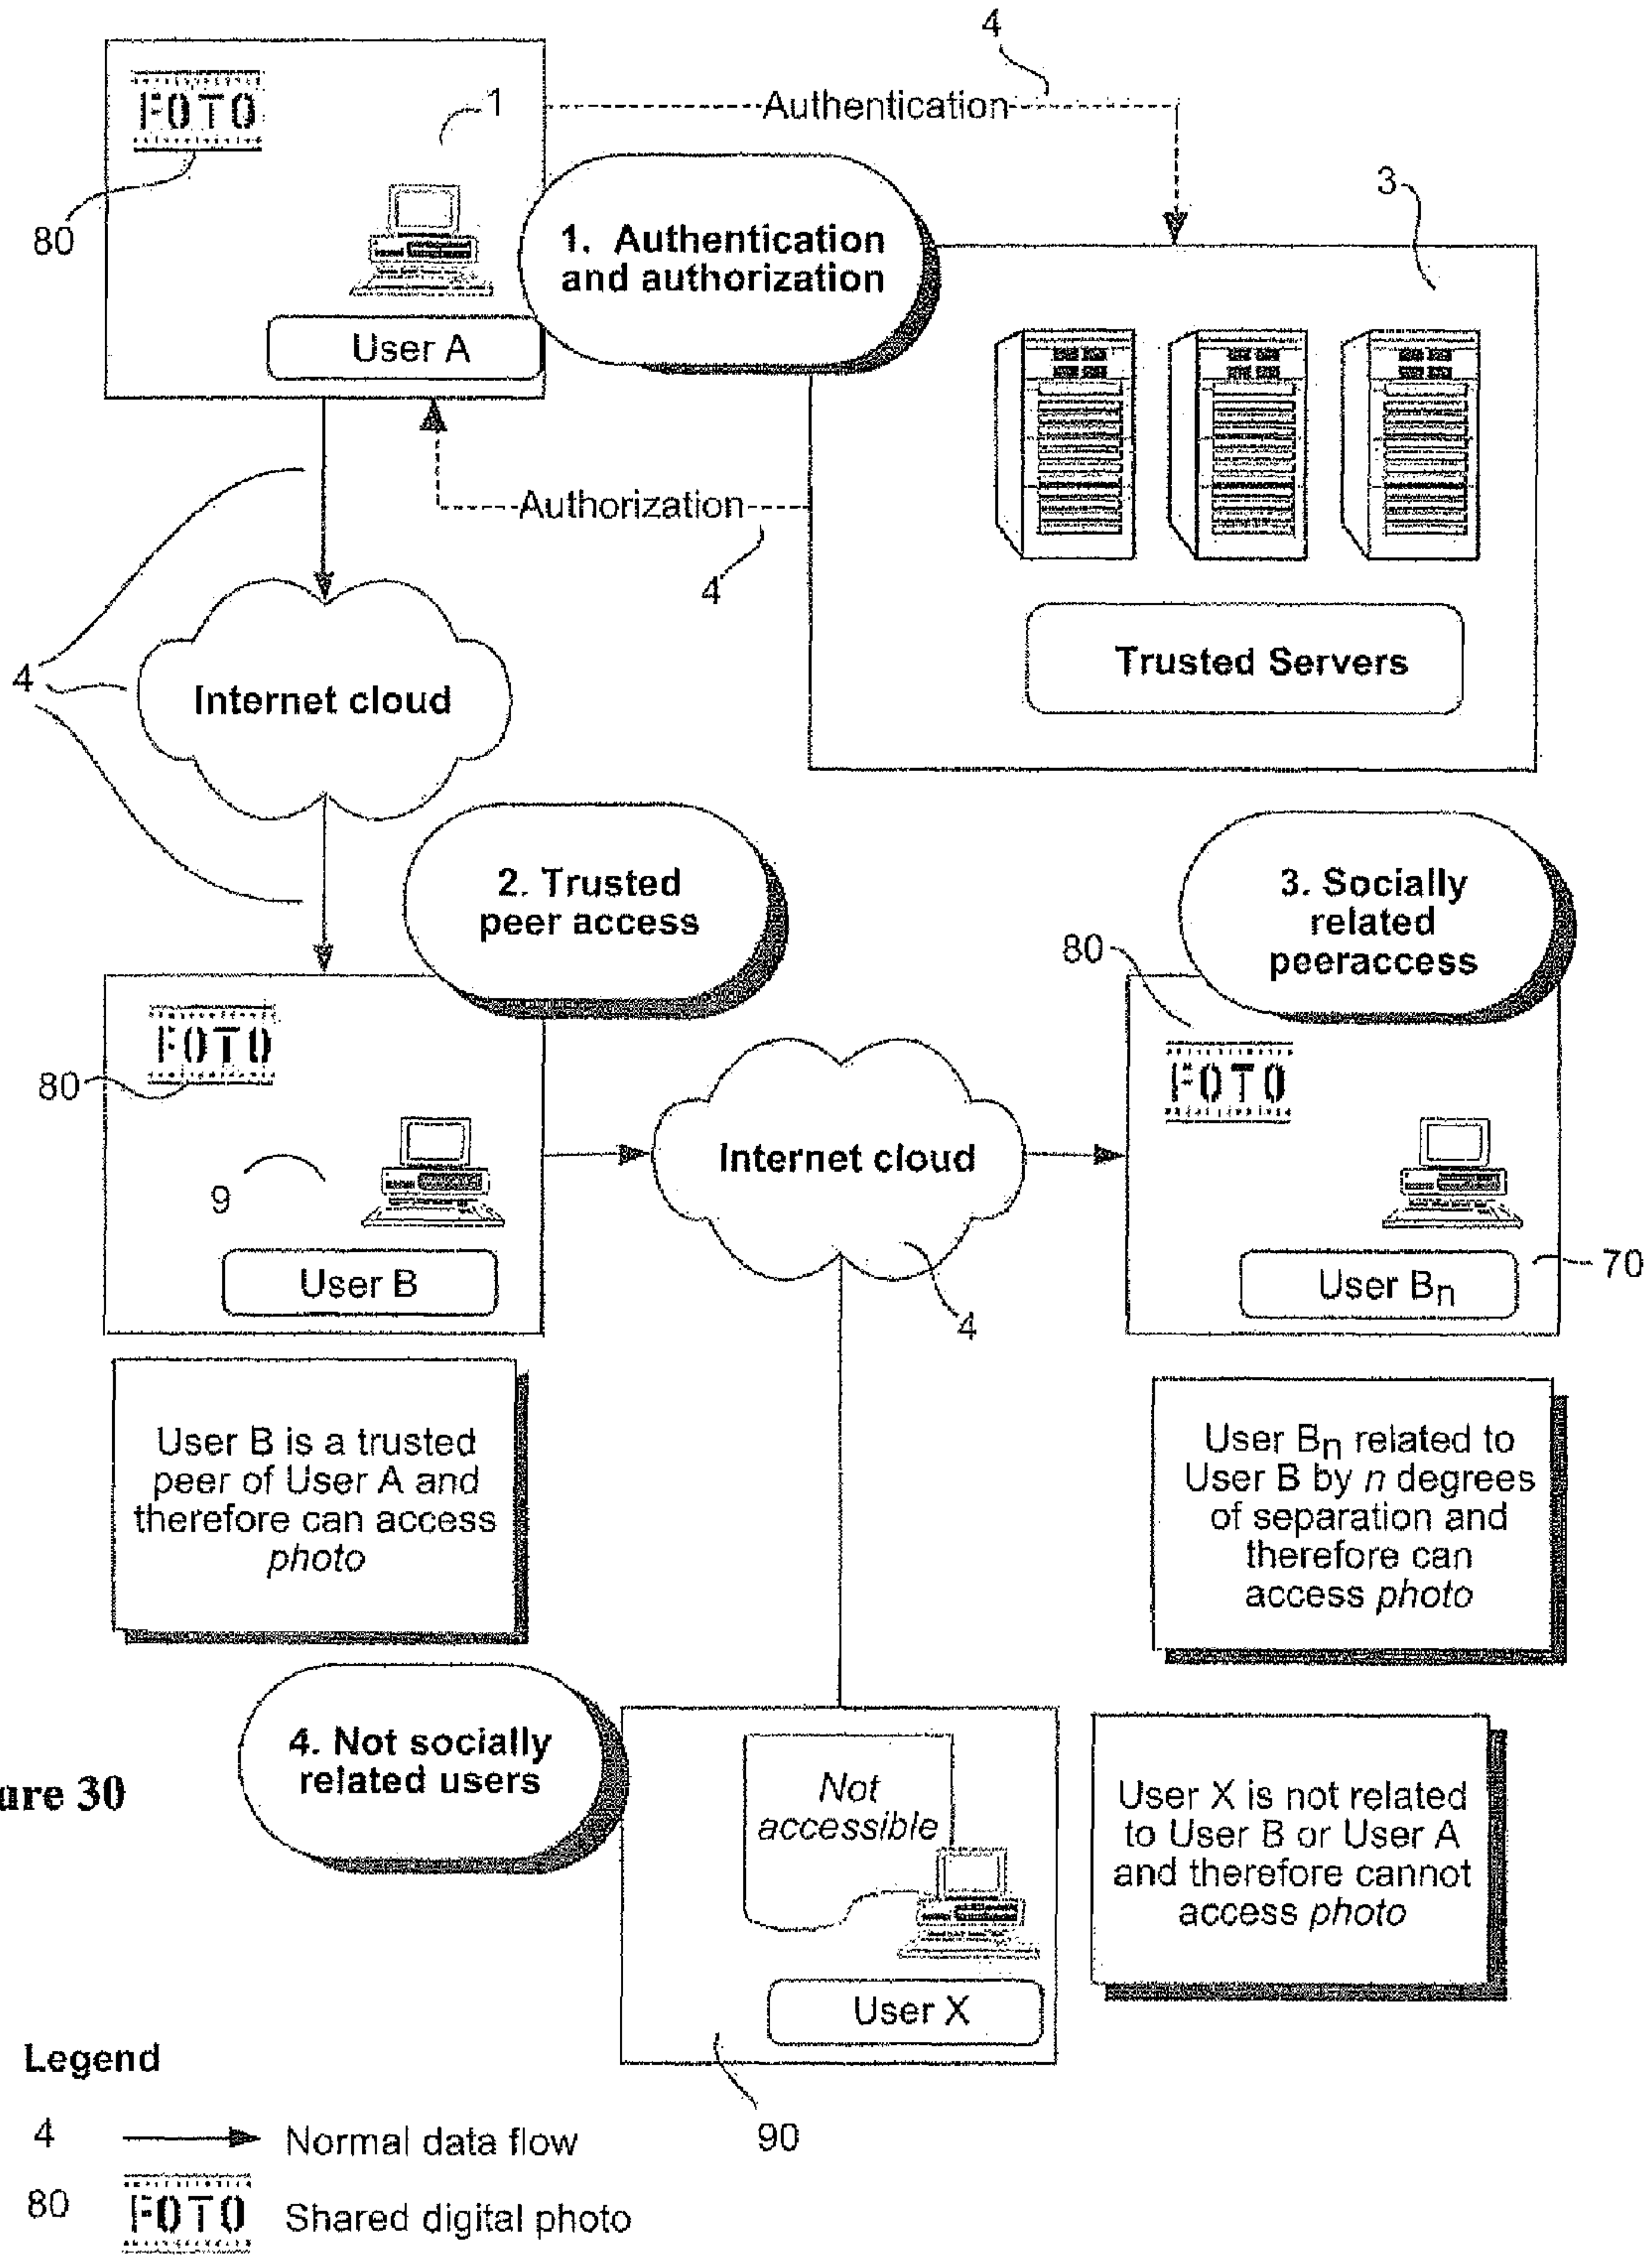 4
FOTO
1
Authentication
80
3
1. Authentication
and authorization
User A
Authorization
4
Trusted Servers
4
Internet cloud
2. Trusted
peer access
3. Socially
related
peeraccess
80
FOTO
80
FOTO
Internet cloud
9
User B
User Bn
70
4
User B is a trusted
peer of User A and
therefore can access
photo
User Bn related to
User B by n degrees
of separation and
therefore can
access photo
4. Not socially
related users
Not
accessible
User X is not related
to User B or User A
and therefore cannot
access photo
ure 30
User X
90
Legend
4
Normal data flow
80
FOTO
Shared digital photo